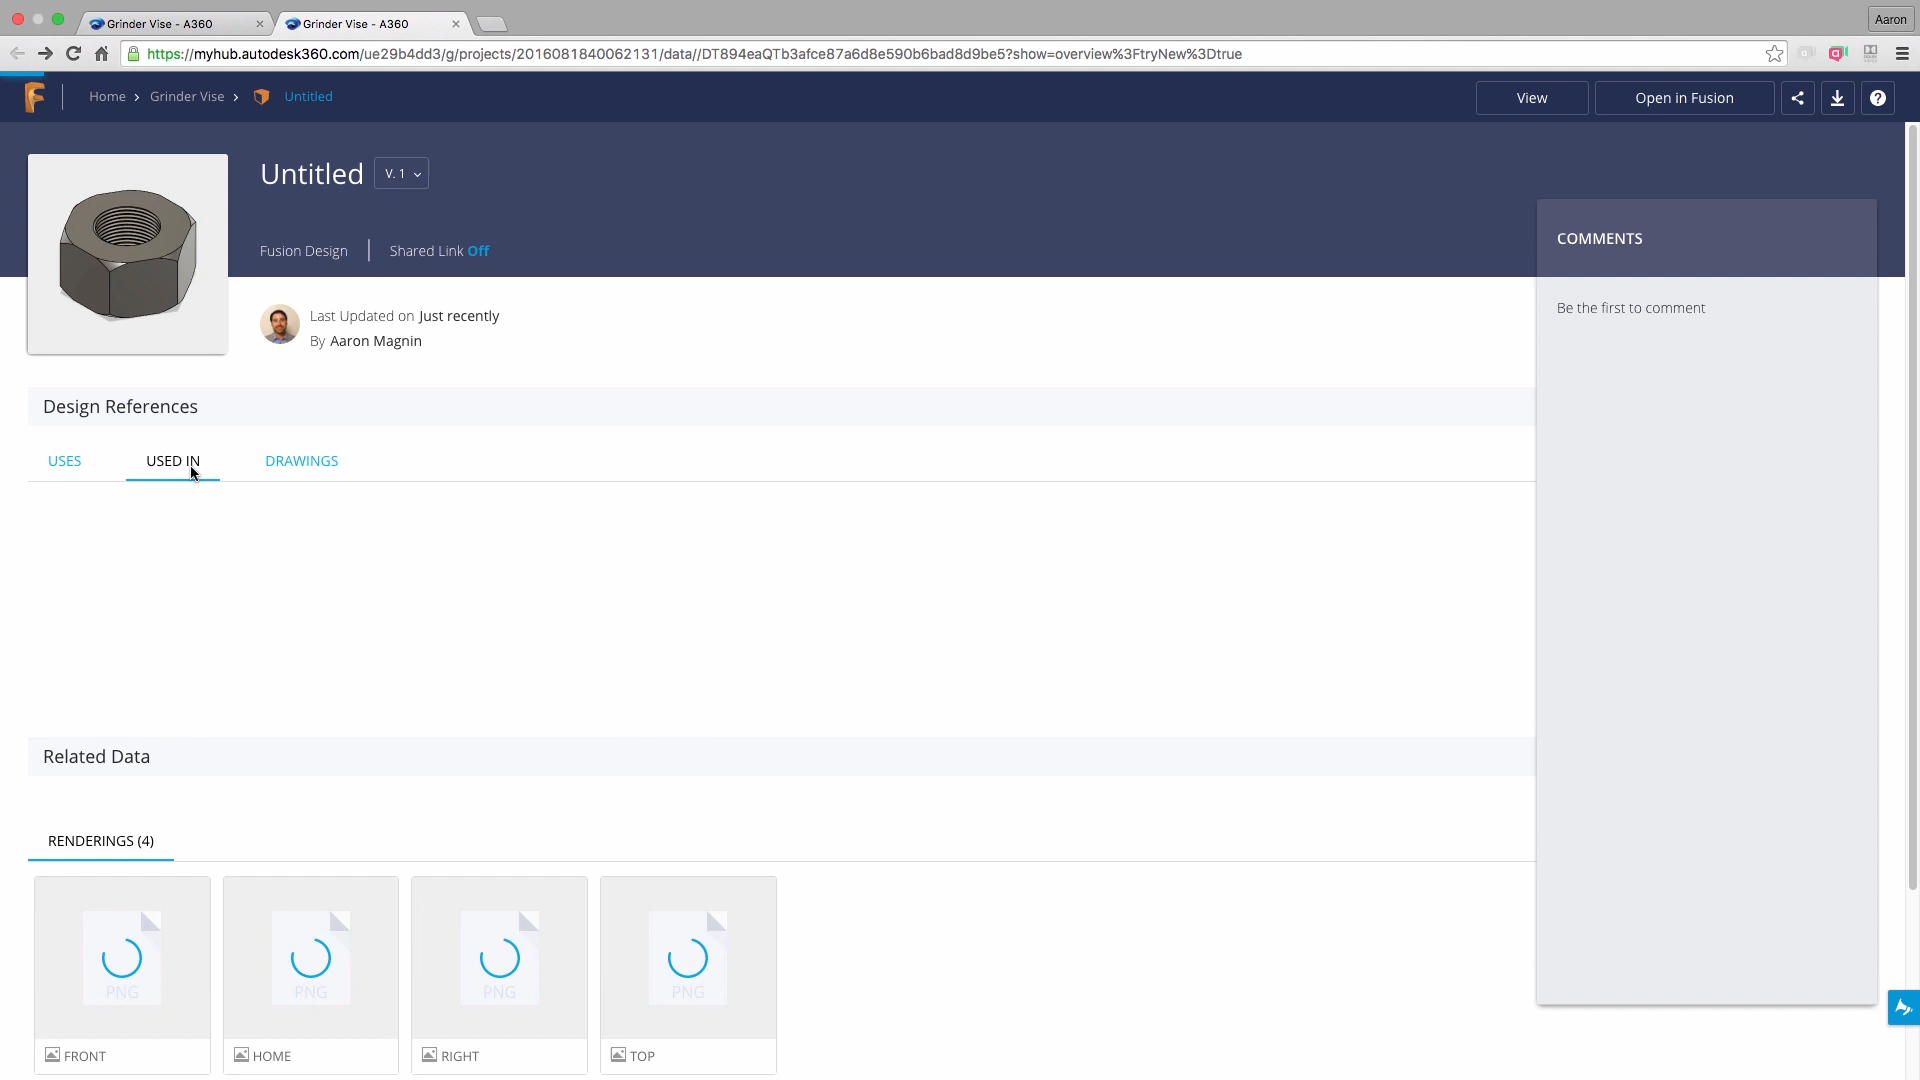 Grinder Vise - A360
Grinder Vise - A360
Aaron
https://myhub.autodesk360.com/ue29b4dd3/g/projects/2016081840062131/data//DT894eaQTb3afce87a6d8e590b6bad8d9be5?show=overview%3FtryNew%3Dtrue
Home > Grinder Vise > Untitled
View
Open in Fusion
Untitled
V. 1
Fusion Design
Shared Link Off
Last Updated on Just recently
By Aaron Magnin
COMMENTS
Be the first to comment
Design References
USES
USED IN
DRAWINGS
Related Data
RENDERINGS (4)
PNG
PNG
PNG
PNG
FRONT
HOME
RIGHT
TOP